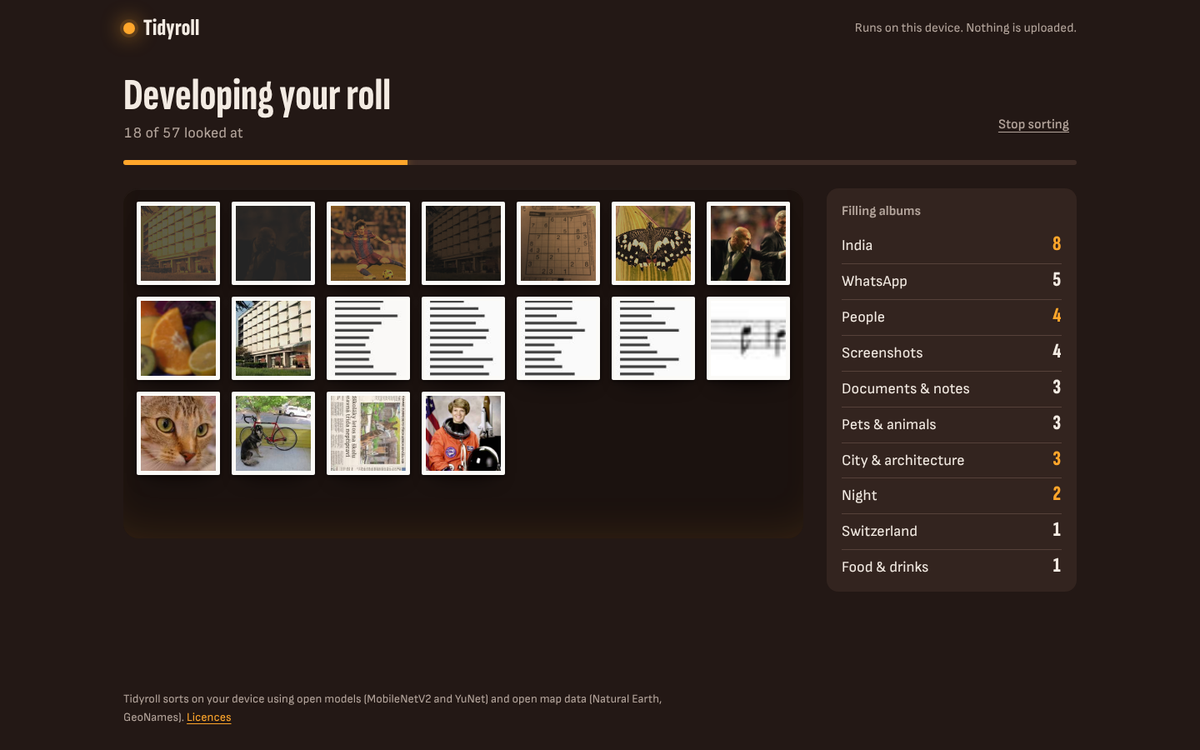 Tidyroll
Runs on this device. Nothing is uploaded.
Developing your roll
18 of 57 looked at
Stop sorting
Filling albums
India 8
WhatsApp 5
People 4
Screenshots 4
Documents & notes 3
Pets & animals 3
City & architecture 3
Night 2
Switzerland 1
Food & drinks 1
Tidyroll sorts on your device using open models (MobileNetV2 and YuNet) and open map data (Natural Earth,
GeoNames). Licences